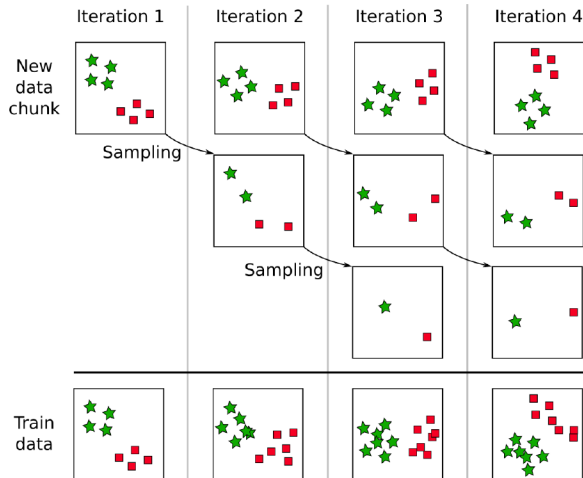 Iteration 1
Iteration 2
Iteration 3
Iteration 4
New
data
chunk
Sampling
Sampling
Train
data